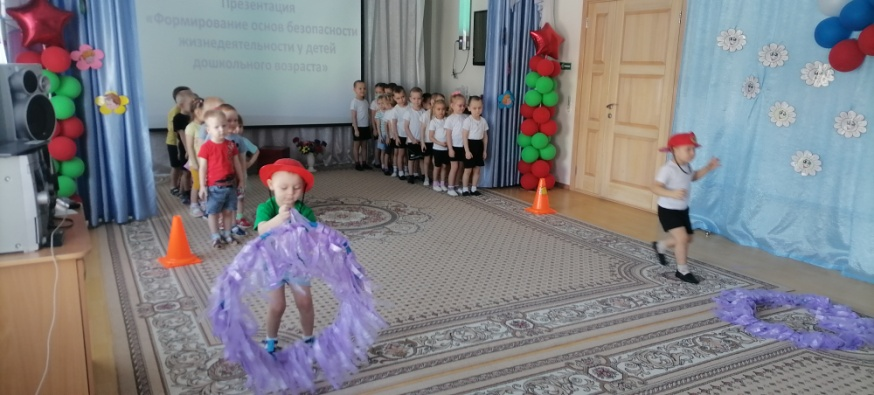 Презентация
«Формирование основ безопасности
жизнедеятельности у детей
дошкольного возраста»